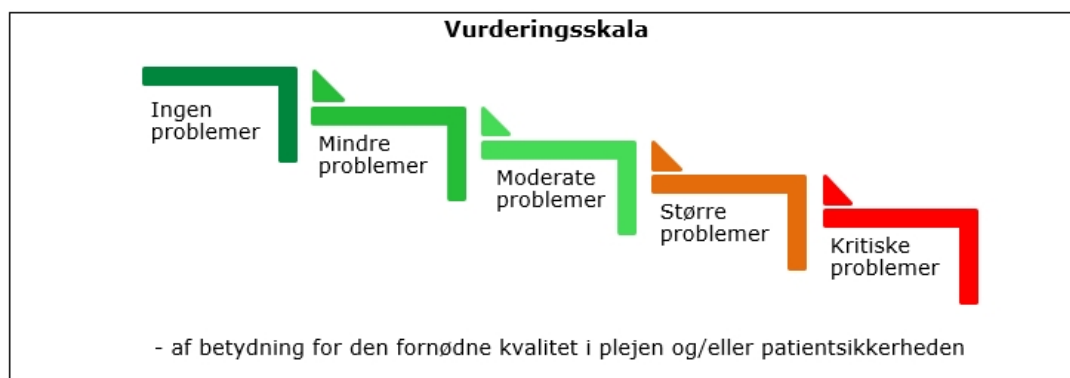 Vurderingsskala
Ingen
problemer
Mindre
problemer
Moderate
problemer
Større
problemer
Kritiske
problemer
- af betydning for den fornødne kvalitet i plejen og/eller patientsikkerheden